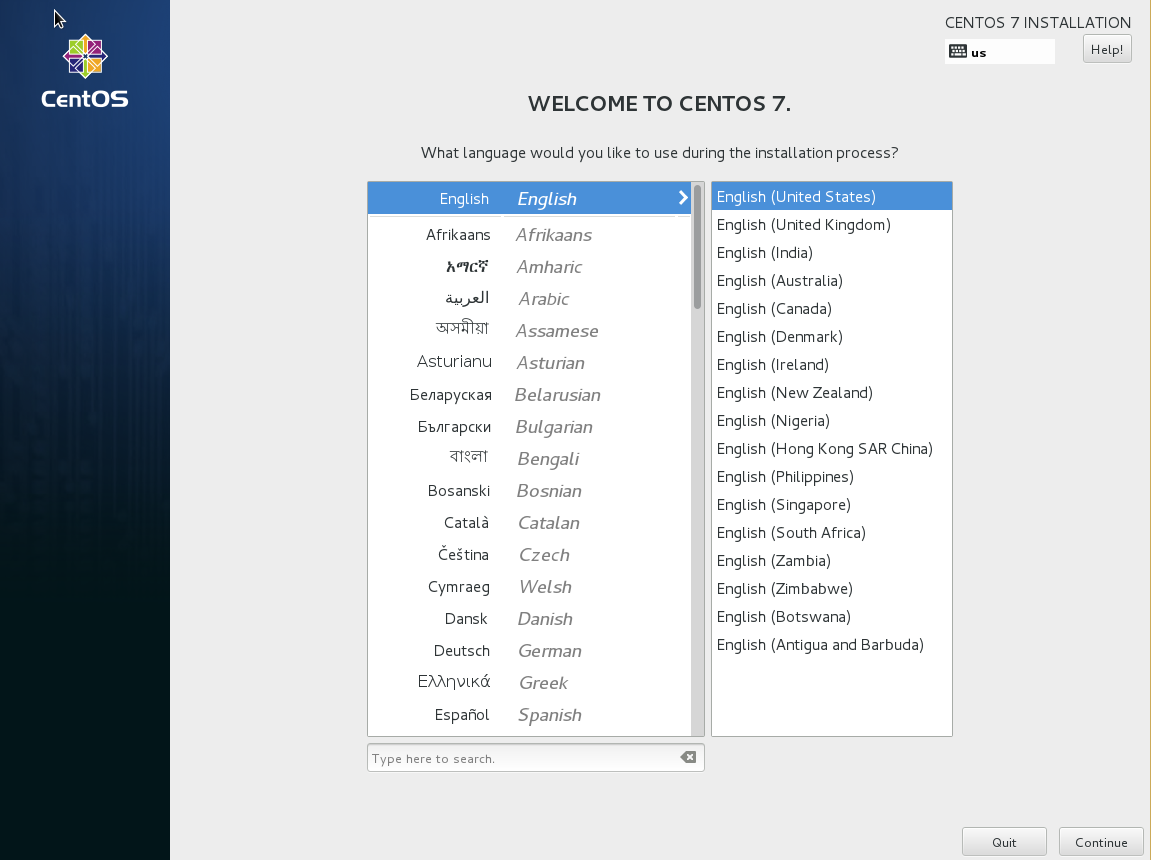 CentOS
CENTOS 7 INSTALLATION
us
Help!
WELCOME TO CENTOS 7.
What language would you like to use during the installation process?
English English
Afrikaans Afrikaans
አማርኛ Amharic
العربية Arabic
অসমীয়া Assamese
Asturianu Asturian
Беларуская Belarusian
Български Bulgarian
বাংলা Bengali
Bosanski Bosnian
Català Catalan
Čeština Czech
Cymraeg Welsh
Dansk Danish
Deutsch German
Ελληνικά Greek
Español Spanish
Type here to search.
English (United States)
English (United Kingdom)
English (India)
English (Australia)
English (Canada)
English (Denmark)
English (Ireland)
English (New Zealand)
English (Nigeria)
English (Hong Kong SAR China)
English (Philippines)
English (Singapore)
English (South Africa)
English (Zambia)
English (Zimbabwe)
English (Botswana)
English (Antigua and Barbuda)
Quit
Continue